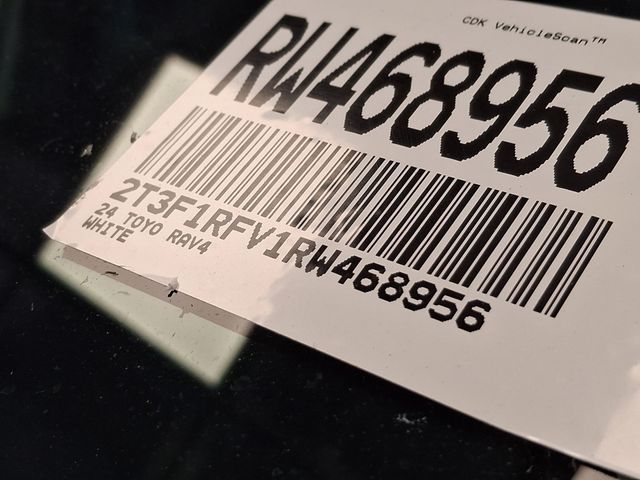 CDK VehicleScan™
RW468956
2T3F1RFV1RW468956
24 TOYO RAV4
WHITE